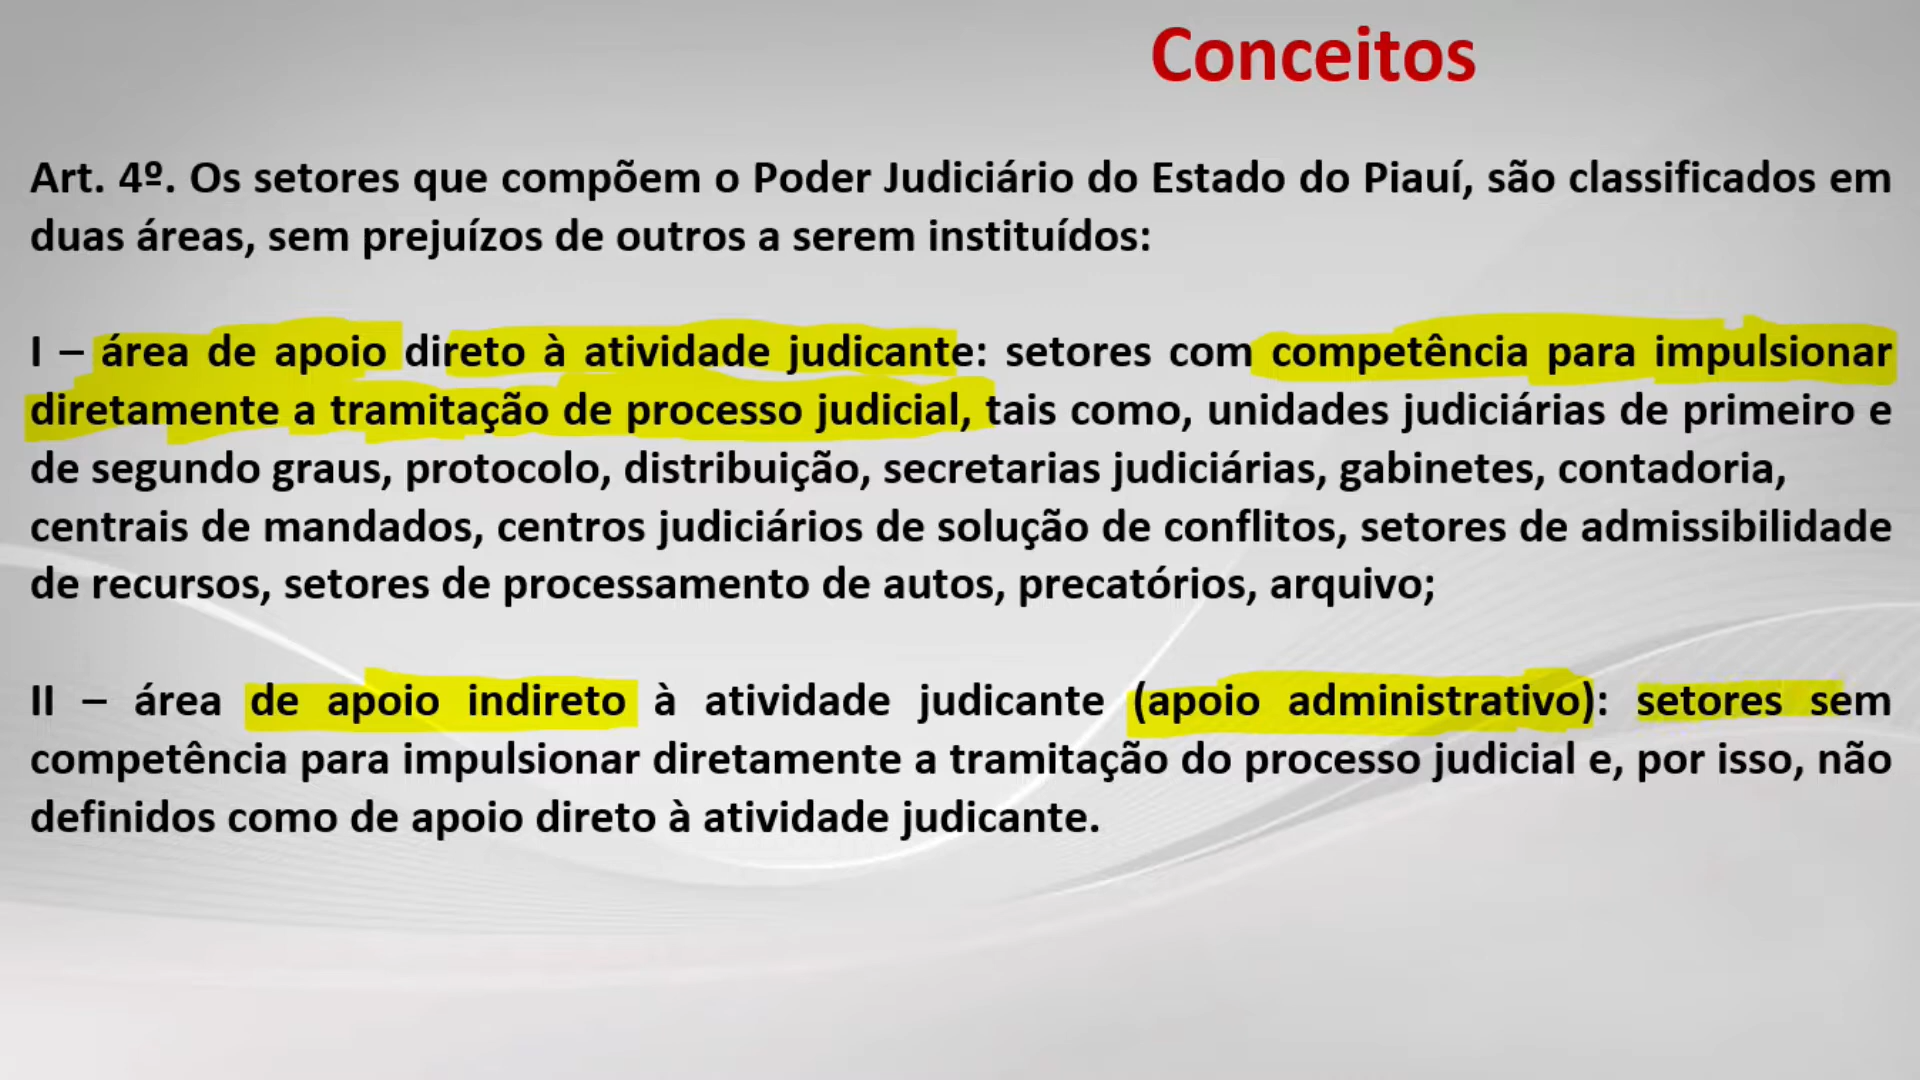 Conceitos
Art. 4º. Os setores que compõem o Poder Judiciário do Estado do Piauí, são classificados em
duas áreas, sem prejuízos de outros a serem instituídos:
I – área de apoio direto à atividade judicante: setores com competência para impulsionar
diretamente a tramitação de processo judicial, tais como, unidades judiciárias de primeiro e
de segundo graus, protocolo, distribuição, secretarias judiciárias, gabinetes, contadoria,
centrais de mandados, centros judiciários de solução de conflitos, setores de admissibilidade
de recursos, setores de processamento de autos, precatórios, arquivo;
II – área de apoio indireto à atividade judicante (apoio administrativo): setores sem
competência para impulsionar diretamente a tramitação do processo judicial e, por isso, não
definidos como de apoio direto à atividade judicante.